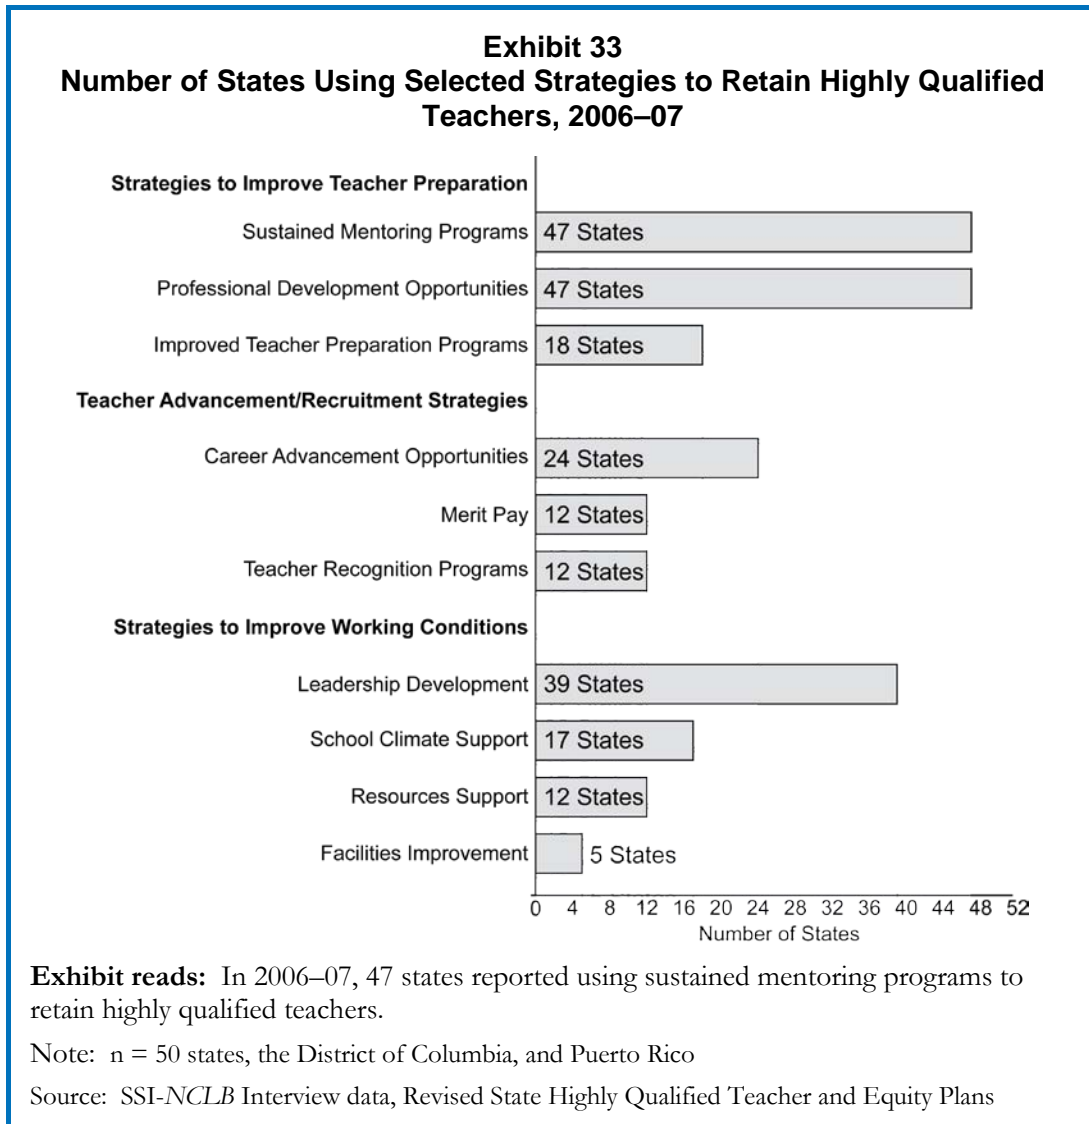 Exhibit 33
Number of States Using Selected Strategies to Retain Highly Qualified
Teachers, 2006–07
Strategies to Improve Teacher Preparation
Sustained Mentoring Programs 47 States
Professional Development Opportunities 47 States
Improved Teacher Preparation Programs 18 States
Teacher Advancement/Recruitment Strategies
Career Advancement Opportunities 24 States
Merit Pay 12 States
Teacher Recognition Programs 12 States
Strategies to Improve Working Conditions
Leadership Development 39 States
School Climate Support 17 States
Resources Support 12 States
Facilities Improvement 5 States
0 4 8 12 16 20 24 28 32 36 40 44 48 52
Number of States
Exhibit reads: In 2006–07, 47 states reported using sustained mentoring programs to
retain highly qualified teachers.
Note: n = 50 states, the District of Columbia, and Puerto Rico
Source: SSI-NCLB Interview data, Revised State Highly Qualified Teacher and Equity Plans